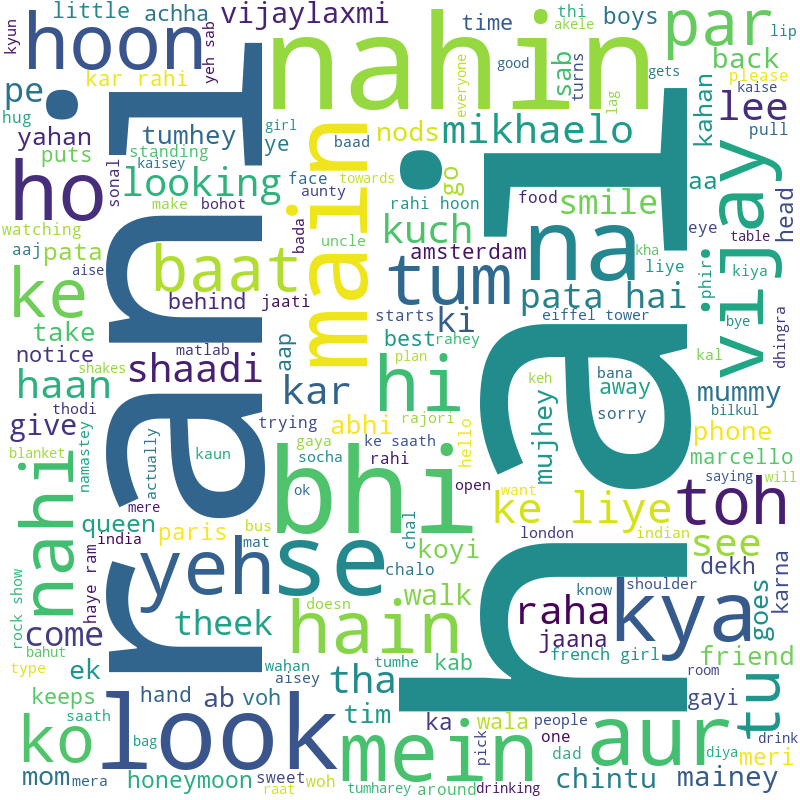 little
achha
vijaylaxmi
time
thi
akele
boys
par
lip
kyun
hoon
yeh sab
nahin
good
everyone
sab
turns
back
gets
pe
kar rahi
please
kaise
hug
yahan
tumhey
girl
ye
baad
nods
mikhaelo
lag
kahan
lee
pull
puts
standing
kaisey
sonal
looking
face
aunty
towards
go
ho
make
bohot
rahi hoon
food
smile
aa
vijay
eye
head
watching
aaj
pata
bada
uncle
main
kuch
amsterdam
na
kha
liye
table
aise
baat
tum
pata hai
phir
kiya
ke
behind
jaati
starts
ki
eiffel tower
bye
take
matlab
best
rahey
dhingra
notice
shaadi
aap
hi
plan
keh
bana
away
kal
shakes
haan
kar
mujhey
sorry
mummy
thodi
give
trying
abhi
rajori
bilkul
phone
rani
hai
blanket
nahi
namastey
actually
kaun
gaya
socha
ke saath
hello
marcello
bhi
rahi
open
want
ke liye
saying
will
toh
mere
ok
queen
india
paris
bus
mat
chal
london
indian
see
yeh
se
koyi
chalo
dekh
karna
haye ram
rock show
theek
hain
doesn
walk
raha
know
shoulder
kya
goes
come
jaana
bahut
type
ek
wahan
aisey
tumhe
kab
french girl
friend
room
keeps
hand
ab
voh
tha
tu
gayi
saath
look
tim
ka
wala
people
one
ko
bag
mein
pick
aur
dad
diya
drink
meri
mom
mera
honeymoon
sweet
raat
woh
tumharey
around
drinking
chintu
mainey